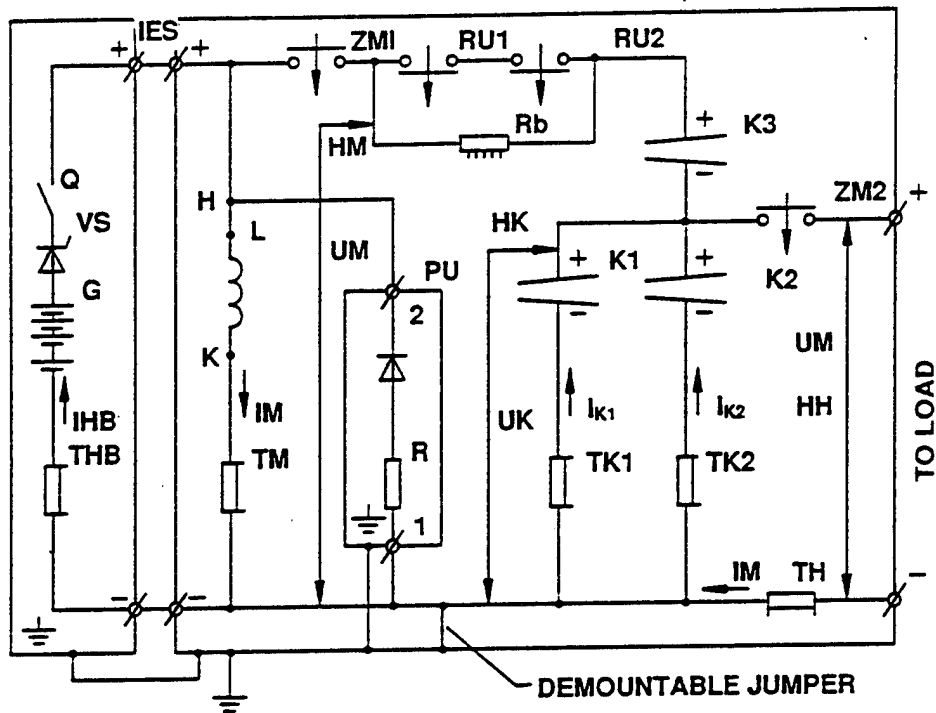 IES
+ +
ZMI
RU1
RU2
Rb
HM
+ K3
−
Q
VS
G
H
L
UM
PU
HK
ZM2
+
+ K1
−
+
−
K2
2
K
IM
UM
HH
IHB
THB
TM
R
UK
IK1
IK2
TK1
TK2
1
TO LOAD
− −
IM
TH
−
DEMOUNTABLE JUMPER